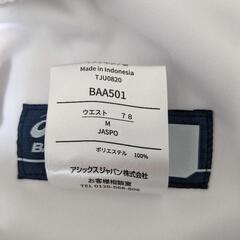 Made in Indonesia
TJU0820
BAA501
ウエスト 78
M
JASPO
ポリエステル 100%
アシックスジャパン株式会社
お客様相談室